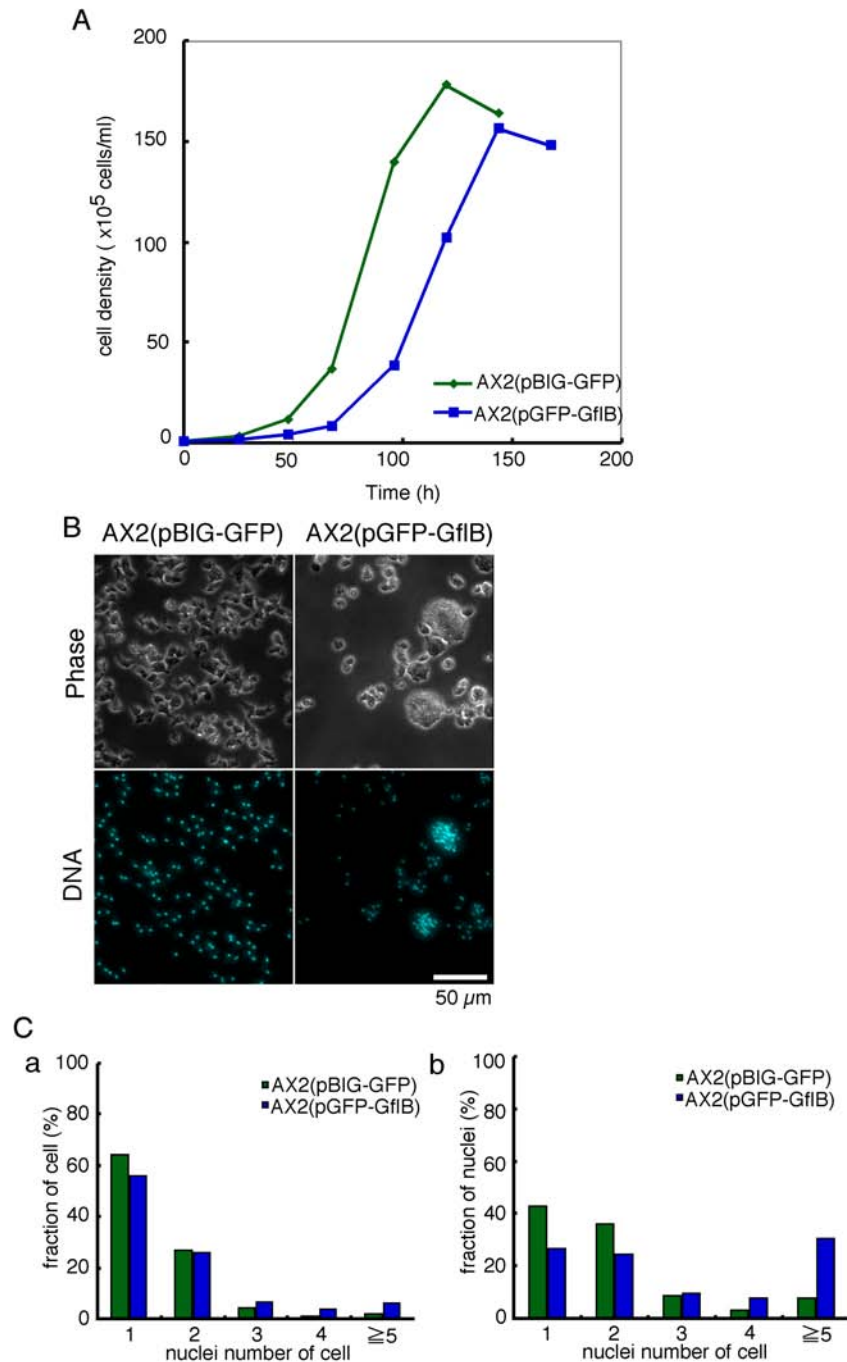 A
200
150
100
50
0
cell density ( x10⁵ cells/ml)
AX2(pBIG-GFP)
AX2(pGFP-GflB)
0 50 100 150 200
Time (h)
B
AX2(pBIG-GFP) AX2(pGFP-GflB)
Phase
DNA
50 µm
C
a
100
80
60
40
20
0
fraction of cell (%)
AX2(pBIG-GFP)
AX2(pGFP-GflB)
1 2 3 4 ≧5
nuclei number of cell
b
100
80
60
40
20
0
fraction of nuclei (%)
AX2(pBIG-GFP)
AX2(pGFP-GflB)
1 2 3 4 ≧5
nuclei number of cell